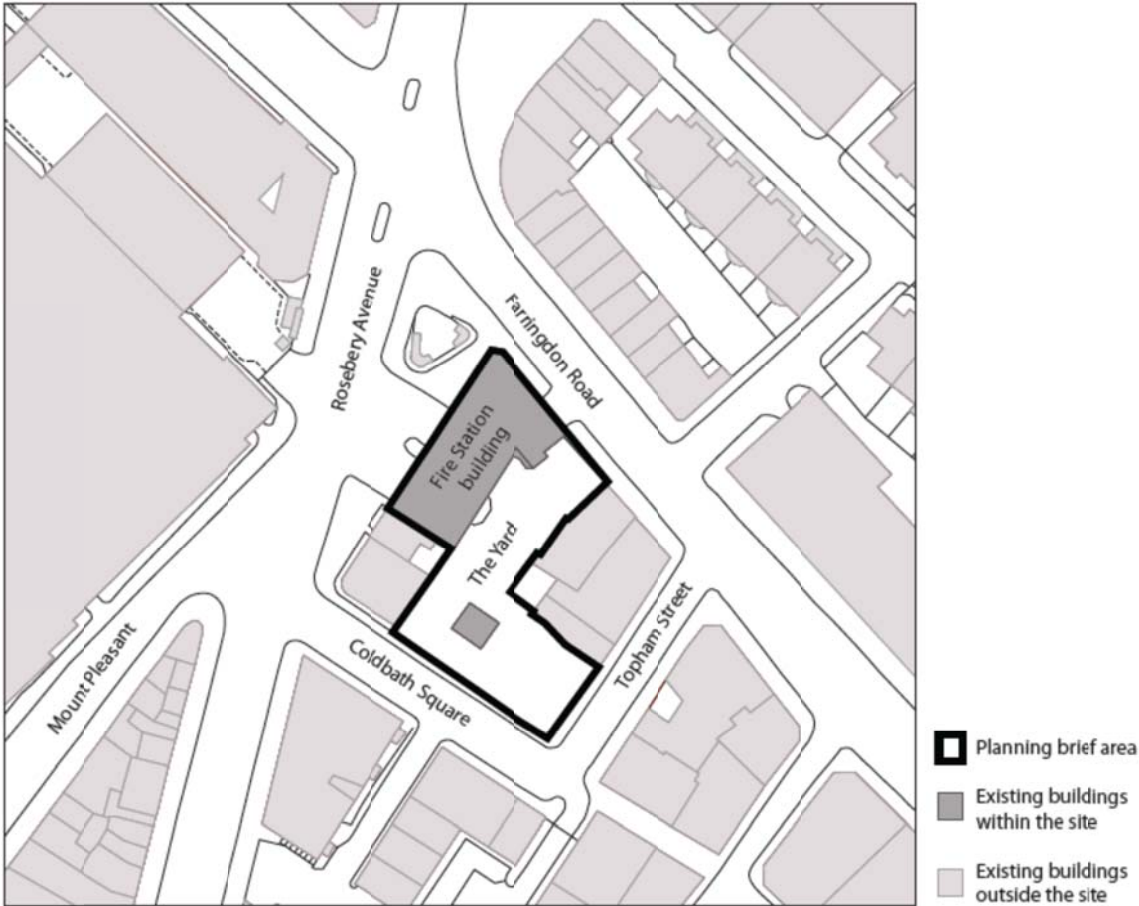 Rosebery Avenue
Farringdon Road
Fire Station
building
The Yard
Topham Street
Coldbath Square
Mount Pleasant
Planning brief area
Existing buildings
within the site
Existing buildings
outside the site